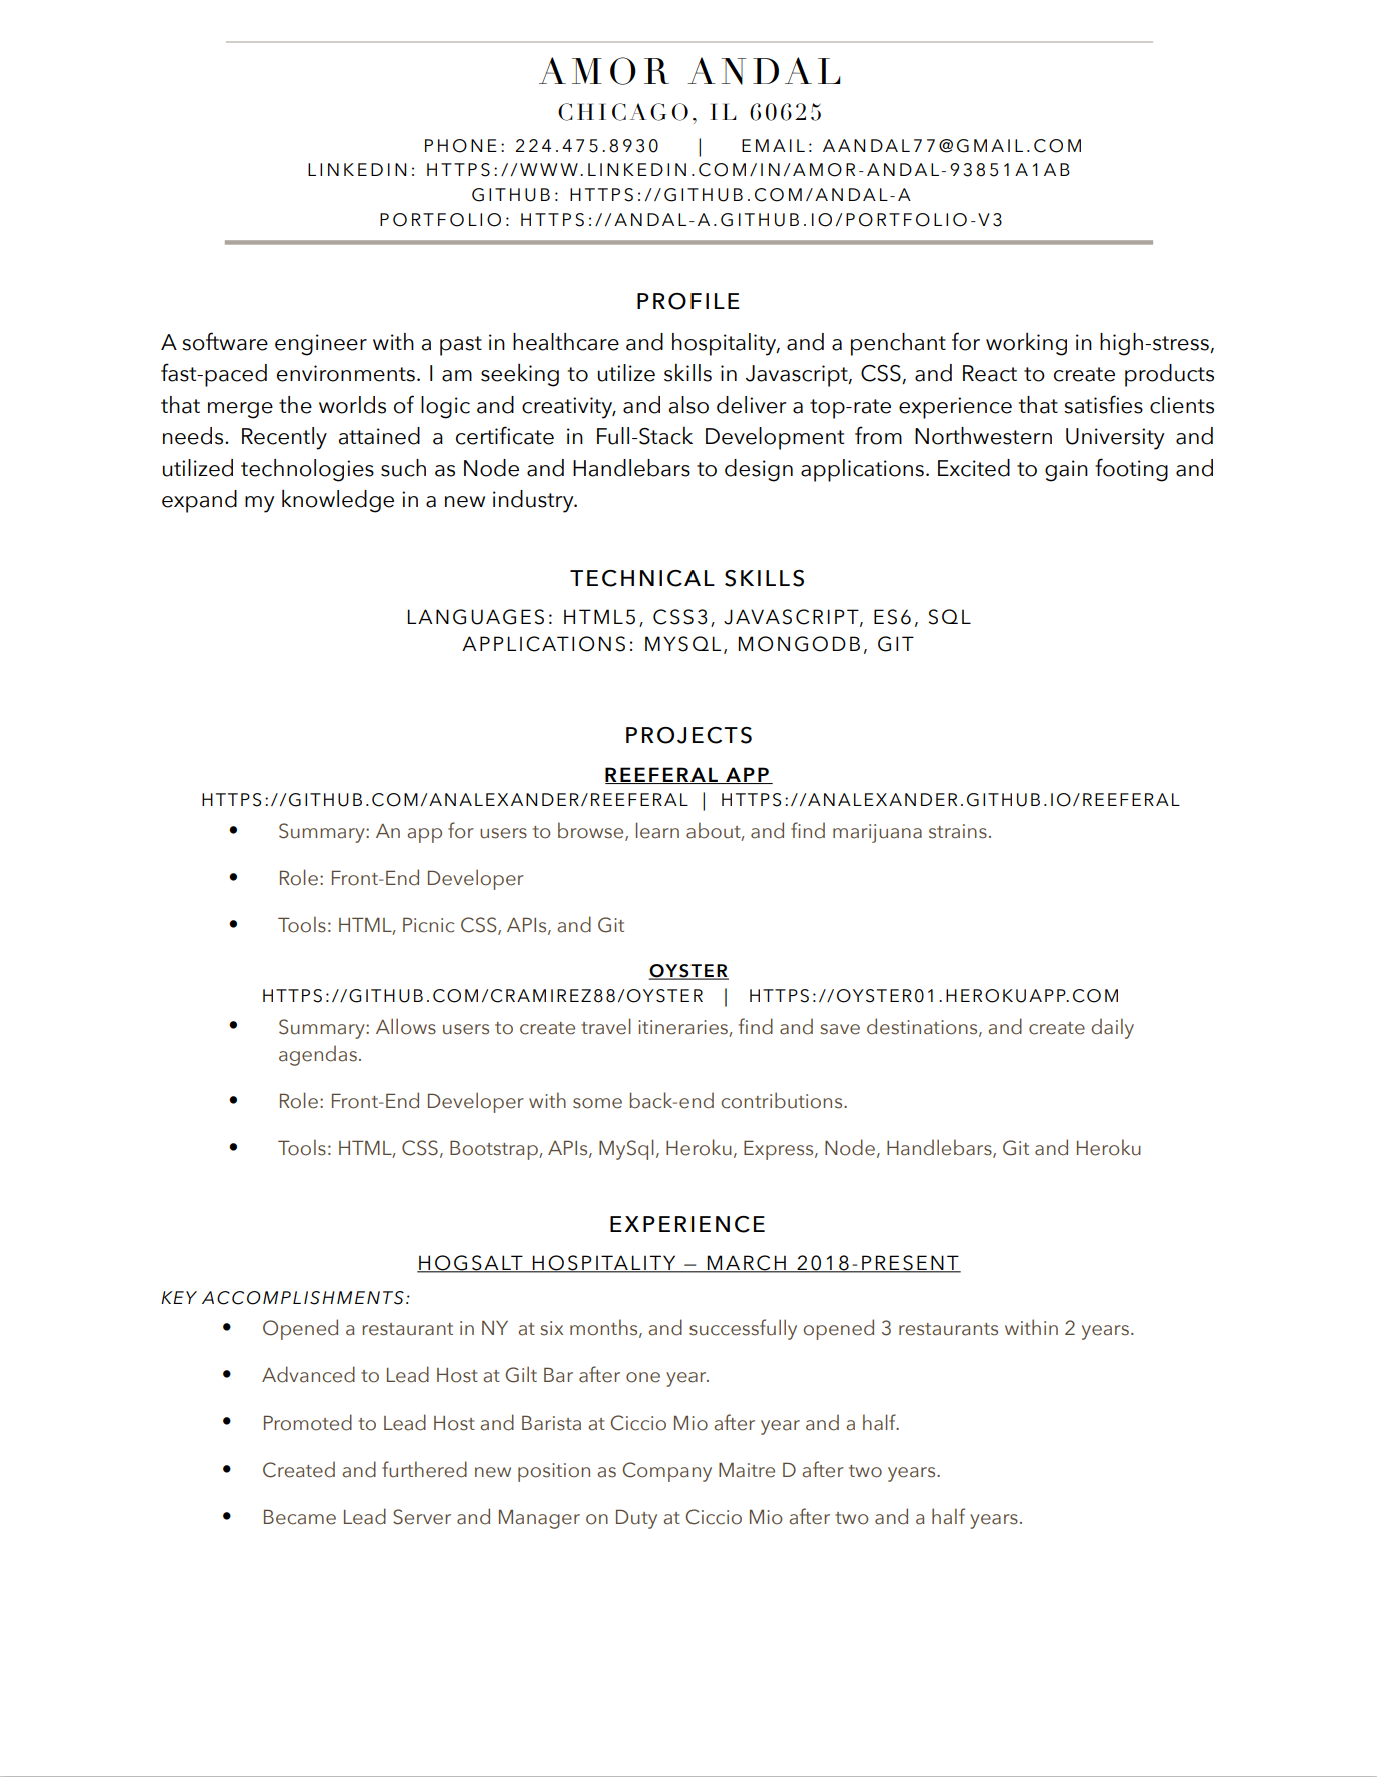 AMOR ANDAL
CHICAGO, IL 60625
PHONE: 224.475.8930 | EMAIL: AANDAL77@GMAIL.COM
LINKEDIN: HTTPS://WWW.LINKEDIN.COM/IN/AMOR-ANDAL-93851A1AB
GITHUB: HTTPS://GITHUB.COM/ANDAL-A
PORTFOLIO: HTTPS://ANDAL-A.GITHUB.IO/PORTFOLIO-V3
PROFILE
A software engineer with a past in healthcare and hospitality, and a penchant for working in high-stress,
fast-paced environments. I am seeking to utilize skills in Javascript, CSS, and React to create products
that merge the worlds of logic and creativity, and also deliver a top-rate experience that satisfies clients
needs. Recently attained a certificate in Full-Stack Development from Northwestern University and
utilized technologies such as Node and Handlebars to design applications. Excited to gain footing and
expand my knowledge in a new industry.
TECHNICAL SKILLS
LANGUAGES: HTML5, CSS3, JAVASCRIPT, ES6, SQL
APPLICATIONS: MYSQL, MONGODB, GIT
PROJECTS
REEFERAL APP
HTTPS://GITHUB.COM/ANALEXANDER/REEFERAL | HTTPS://ANALEXANDER.GITHUB.IO/REEFERAL
• Summary: An app for users to browse, learn about, and find marijuana strains.
• Role: Front-End Developer
• Tools: HTML, Picnic CSS, APIs, and Git
OYSTER
HTTPS://GITHUB.COM/CRAMIREZ88/OYSTER | HTTPS://OYSTER01.HEROKUAPP.COM
• Summary: Allows users to create travel itineraries, find and save destinations, and create daily
agendas.
• Role: Front-End Developer with some back-end contributions.
• Tools: HTML, CSS, Bootstrap, APIs, MySql, Heroku, Express, Node, Handlebars, Git and Heroku
EXPERIENCE
HOGSALT HOSPITALITY – MARCH 2018-PRESENT
KEY ACCOMPLISHMENTS:
• Opened a restaurant in NY at six months, and successfully opened 3 restaurants within 2 years.
• Advanced to Lead Host at Gilt Bar after one year.
• Promoted to Lead Host and Barista at Ciccio Mio after year and a half.
• Created and furthered new position as Company Maitre D after two years.
• Became Lead Server and Manager on Duty at Ciccio Mio after two and a half years.